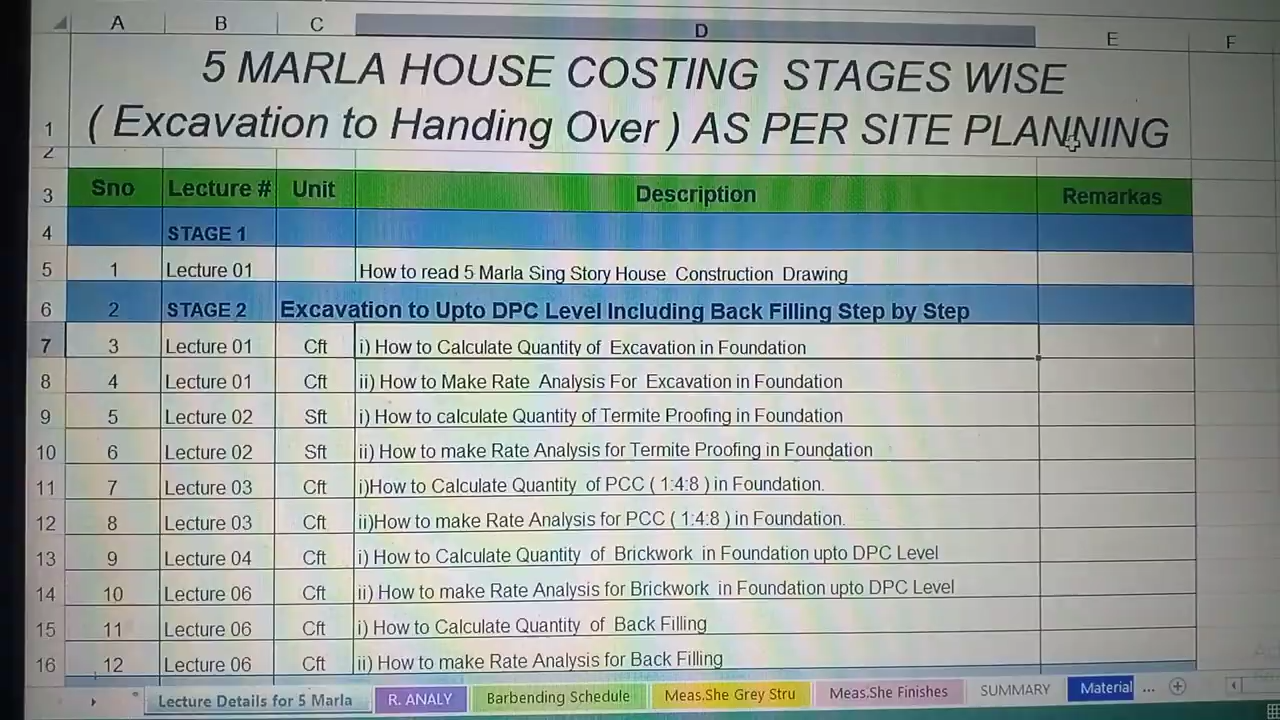 A B C D E F
1 5 MARLA HOUSE COSTING STAGES WISE
( Excavation to Handing Over ) AS PER SITE PLANNING
2
3 Sno Lecture # Unit Description Remarkas
4 STAGE 1
5 1 Lecture 01 How to read 5 Marla Sing Story House Construction Drawing
6 2 STAGE 2 Excavation to Upto DPC Level Including Back Filling Step by Step
7 3 Lecture 01 Cft i) How to Calculate Quantity of Excavation in Foundation
8 4 Lecture 01 Cft ii) How to Make Rate Analysis For Excavation in Foundation
9 5 Lecture 02 Sft i) How to calculate Quantity of Termite Proofing in Foundation
10 6 Lecture 02 Sft ii) How to make Rate Analysis for Termite Proofing in Foundation
11 7 Lecture 03 Cft i)How to Calculate Quantity of PCC ( 1:4:8 ) in Foundation.
12 8 Lecture 03 Cft ii)How to make Rate Analysis for PCC ( 1:4:8 ) in Foundation.
13 9 Lecture 04 Cft i) How to Calculate Quantity of Brickwork in Foundation upto DPC Level
14 10 Lecture 06 Cft ii) How to make Rate Analysis for Brickwork in Foundation upto DPC Level
15 11 Lecture 06 Cft i) How to Calculate Quantity of Back Filling
16 12 Lecture 06 Cft ii) How to make Rate Analysis for Back Filling
Lecture Details for 5 Marla R. ANALY Barbending Schedule Meas.She Grey Stru Meas.She Finishes SUMMARY Material ...